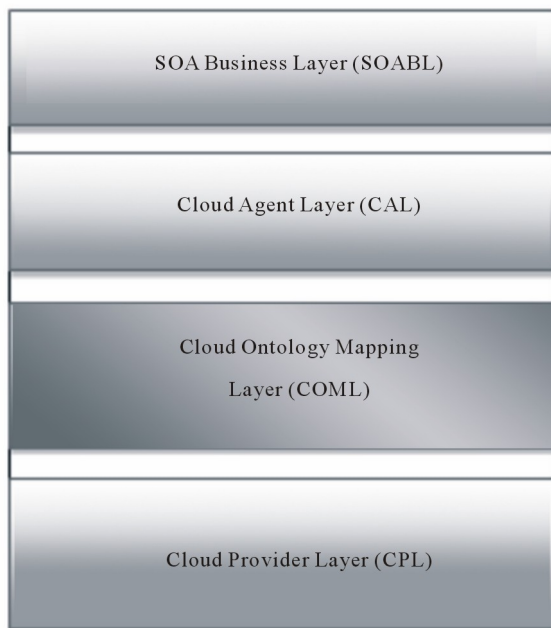 SOA Business Layer (SOABL)
Cloud Agent Layer (CAL)
Cloud Ontology Mapping
Layer (COML)
Cloud Provider Layer (CPL)